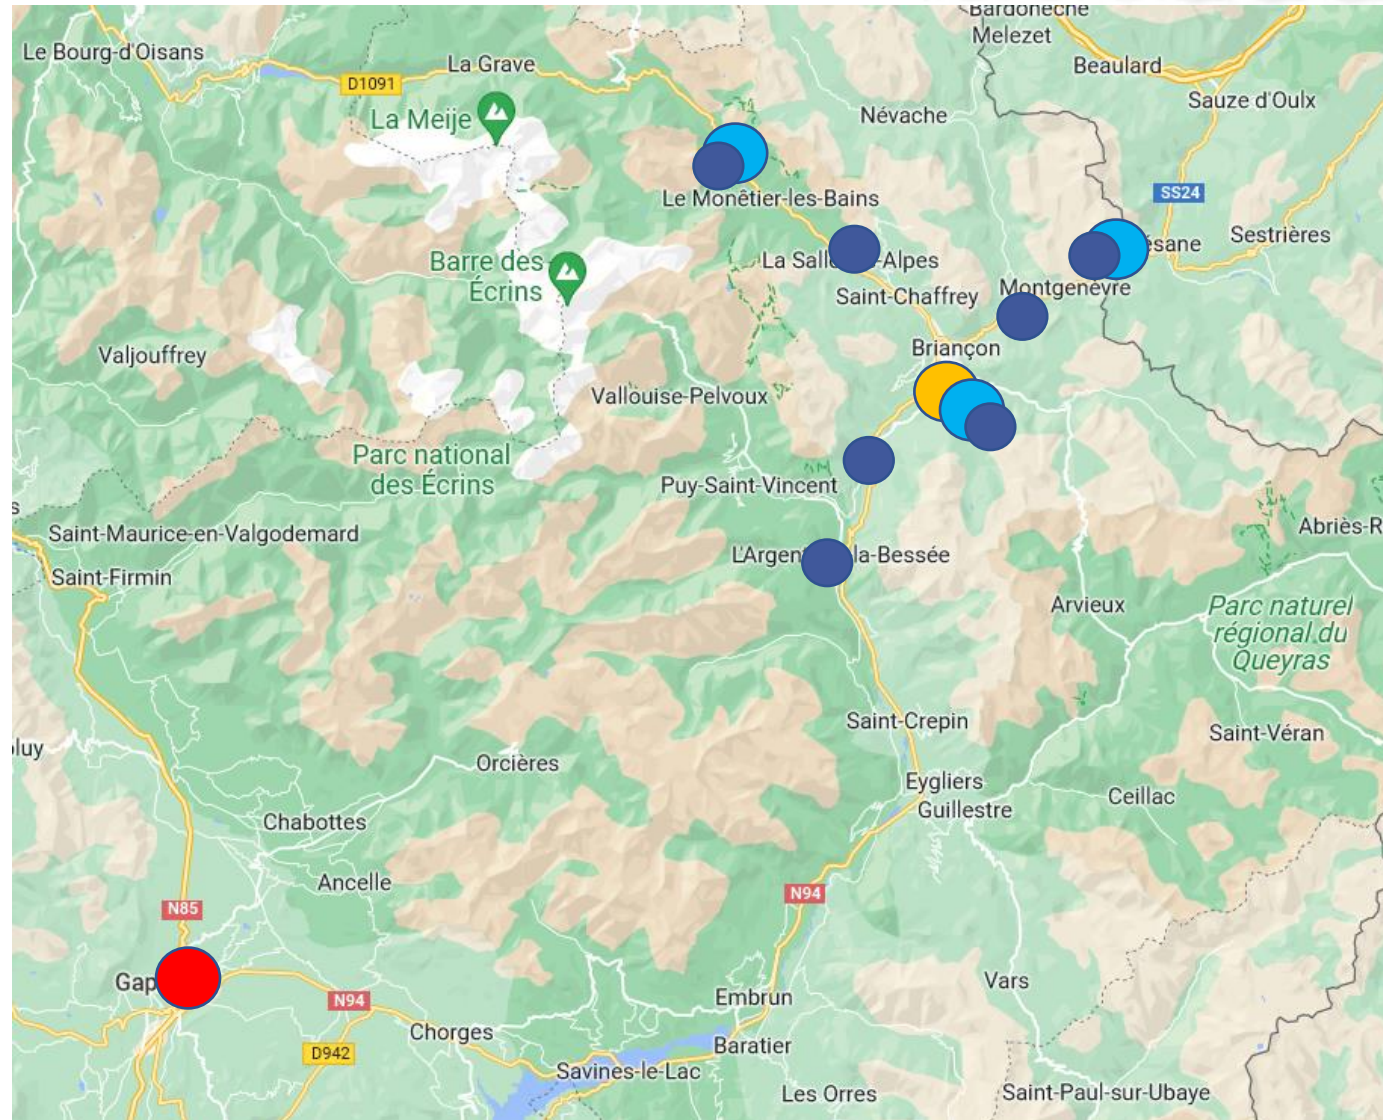 Bardonèche
Melezet
Le Bourg-d'Oisans
La Grave
Beaulard
D1091
Sauze d'Oulx
La Meije
Névache
SS24
Le Monêtier-les-Bains
Sestrières
Barre des
Écrins
Alpes
Saint-Chaffrey
Montgenèvre
Briançon
Valjouffrey
Vallouise-Pelvoux
Parc national
des Écrins
Puy-Saint-Vincent
Saint-Maurice-en-Valgodemard
la-Bessée
Saint-Firmin
Arvieux
Parc naturel
régional du
Queyras
Saint-Crepin
Saint-Véran
Orcières
Eygliers
Guillestre
Ceillac
Chabottes
Ancelle
N94
N85
Gap
Vars
N94
Embrun
Chorges
Baratier
D942
Savines-le-Lac
Les Orres
Saint-Paul-sur-Ubaye